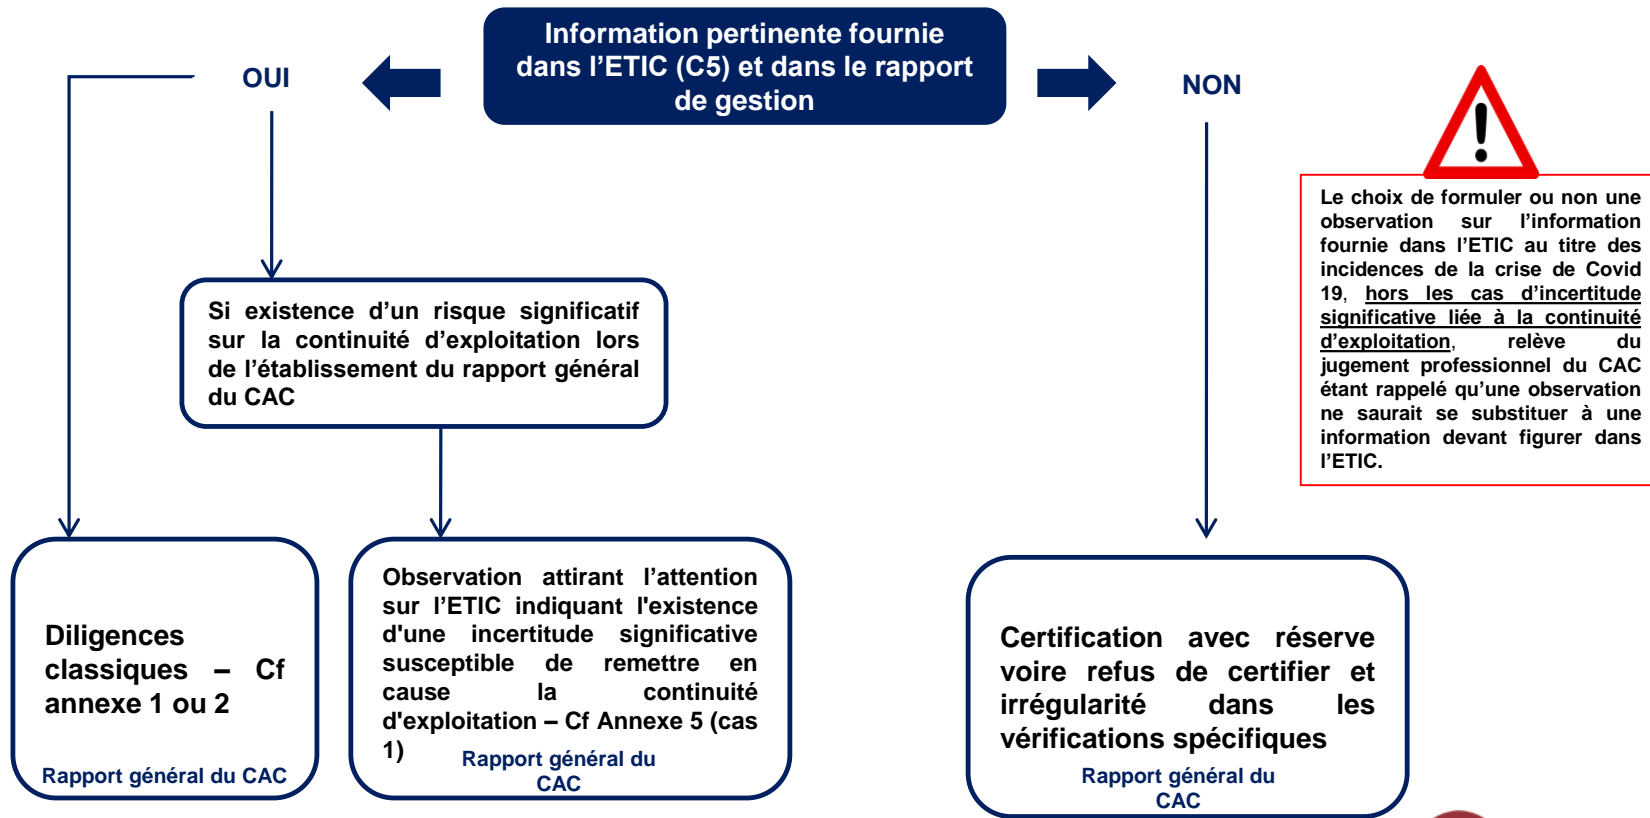 Information pertinente fournie
dans l’ETIC (C5) et dans le rapport
de gestion
OUI
NON
Le choix de formuler ou non une
observation sur l’information
fournie dans l’ETIC au titre des
incidences de la crise de Covid
19, hors les cas d’incertitude
significative liée à la continuité
d’exploitation, relève du
jugement professionnel du CAC
étant rappelé qu’une observation
ne saurait se substituer à une
information devant figurer dans
l’ETIC.
Si existence d’un risque significatif
sur la continuité d’exploitation lors
de l’établissement du rapport général
du CAC
Diligences
classiques – Cf
annexe 1 ou 2
Rapport général du CAC
Observation attirant l’attention
sur l’ETIC indiquant l'existence
d'une incertitude significative
susceptible de remettre en
cause la continuité
d'exploitation – Cf Annexe 5 (cas
1)
Rapport général du
CAC
Certification avec réserve
voire refus de certifier et
irrégularité dans les
vérifications spécifiques
Rapport général du
CAC